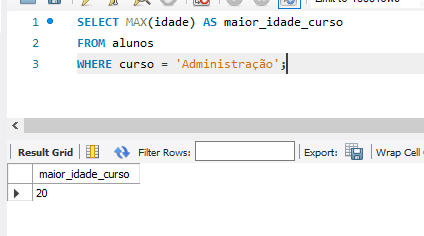 1 SELECT MAX(idade) AS maior_idade_curso
2 FROM alunos
3 WHERE curso = 'Administração';
Result Grid Filter Rows: Export: Wrap Cell
maior_idade_curso
20